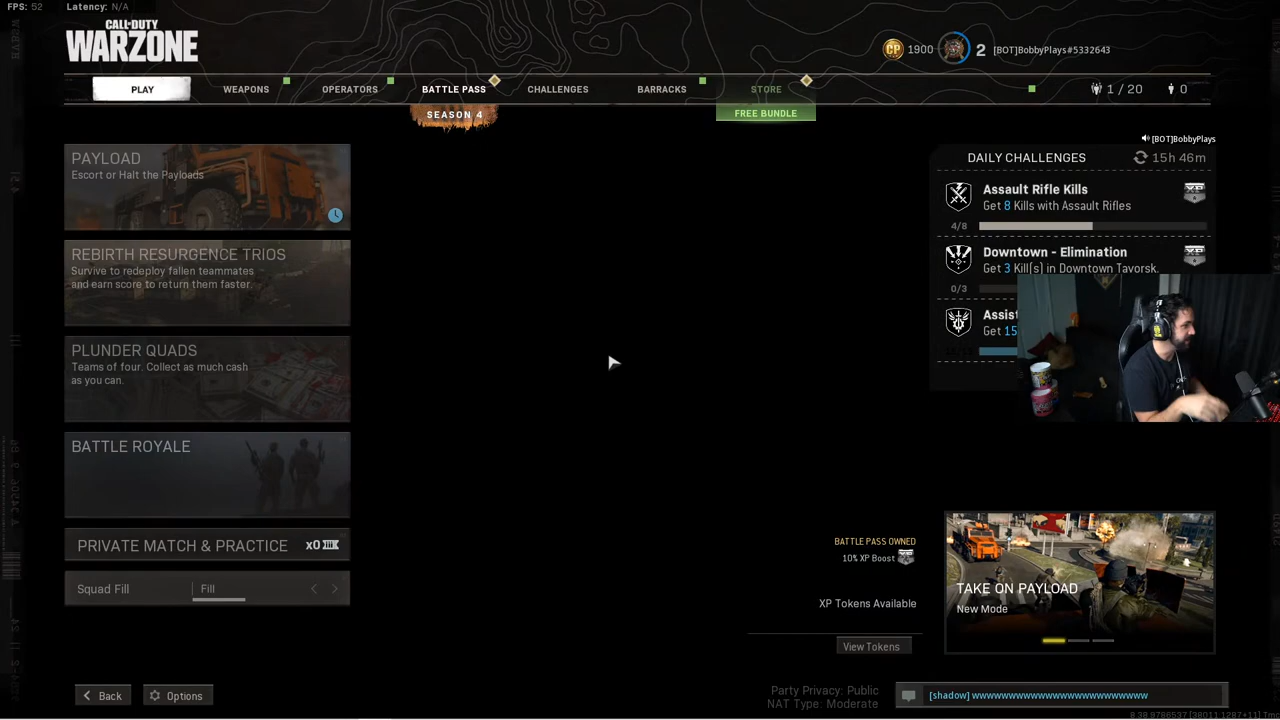 FPS: 52
Latency: N/A
CALL·DUTY
WARZONE
CP 1900
2
[BOT]BobbyPlays#5332643
PLAY
WEAPONS
OPERATORS
BATTLE PASS
CHALLENGES
BARRACKS
STORE
1 / 20
0
SEASON 4
FREE BUNDLE
[BOT]BobbyPlays
PAYLOAD
Escort or Halt the Payloads
REBIRTH RESURGENCE TRIOS
Survive to redeploy fallen teammates
and earn score to return them faster.
PLUNDER QUADS
Teams of four. Collect as much cash
as you can.
BATTLE ROYALE
PRIVATE MATCH & PRACTICE
x0
Squad Fill
Fill
DAILY CHALLENGES
15h 46m
Assault Rifle Kills
Get 8 Kills with Assault Rifles
4/8
XP
Downtown - Elimination
Get 3 Kill(s) in Downtown Tavorsk.
0/3
XP
Assist
Get 15
BATTLE PASS OWNED
10% XP Boost
XP Tokens Available
View Tokens
TAKE ON PAYLOAD
New Mode
Back
Options
Party Privacy: Public
NAT Type: Moderate
[shadow] wwwwwwwwwwwwwwwwwwwwwwww